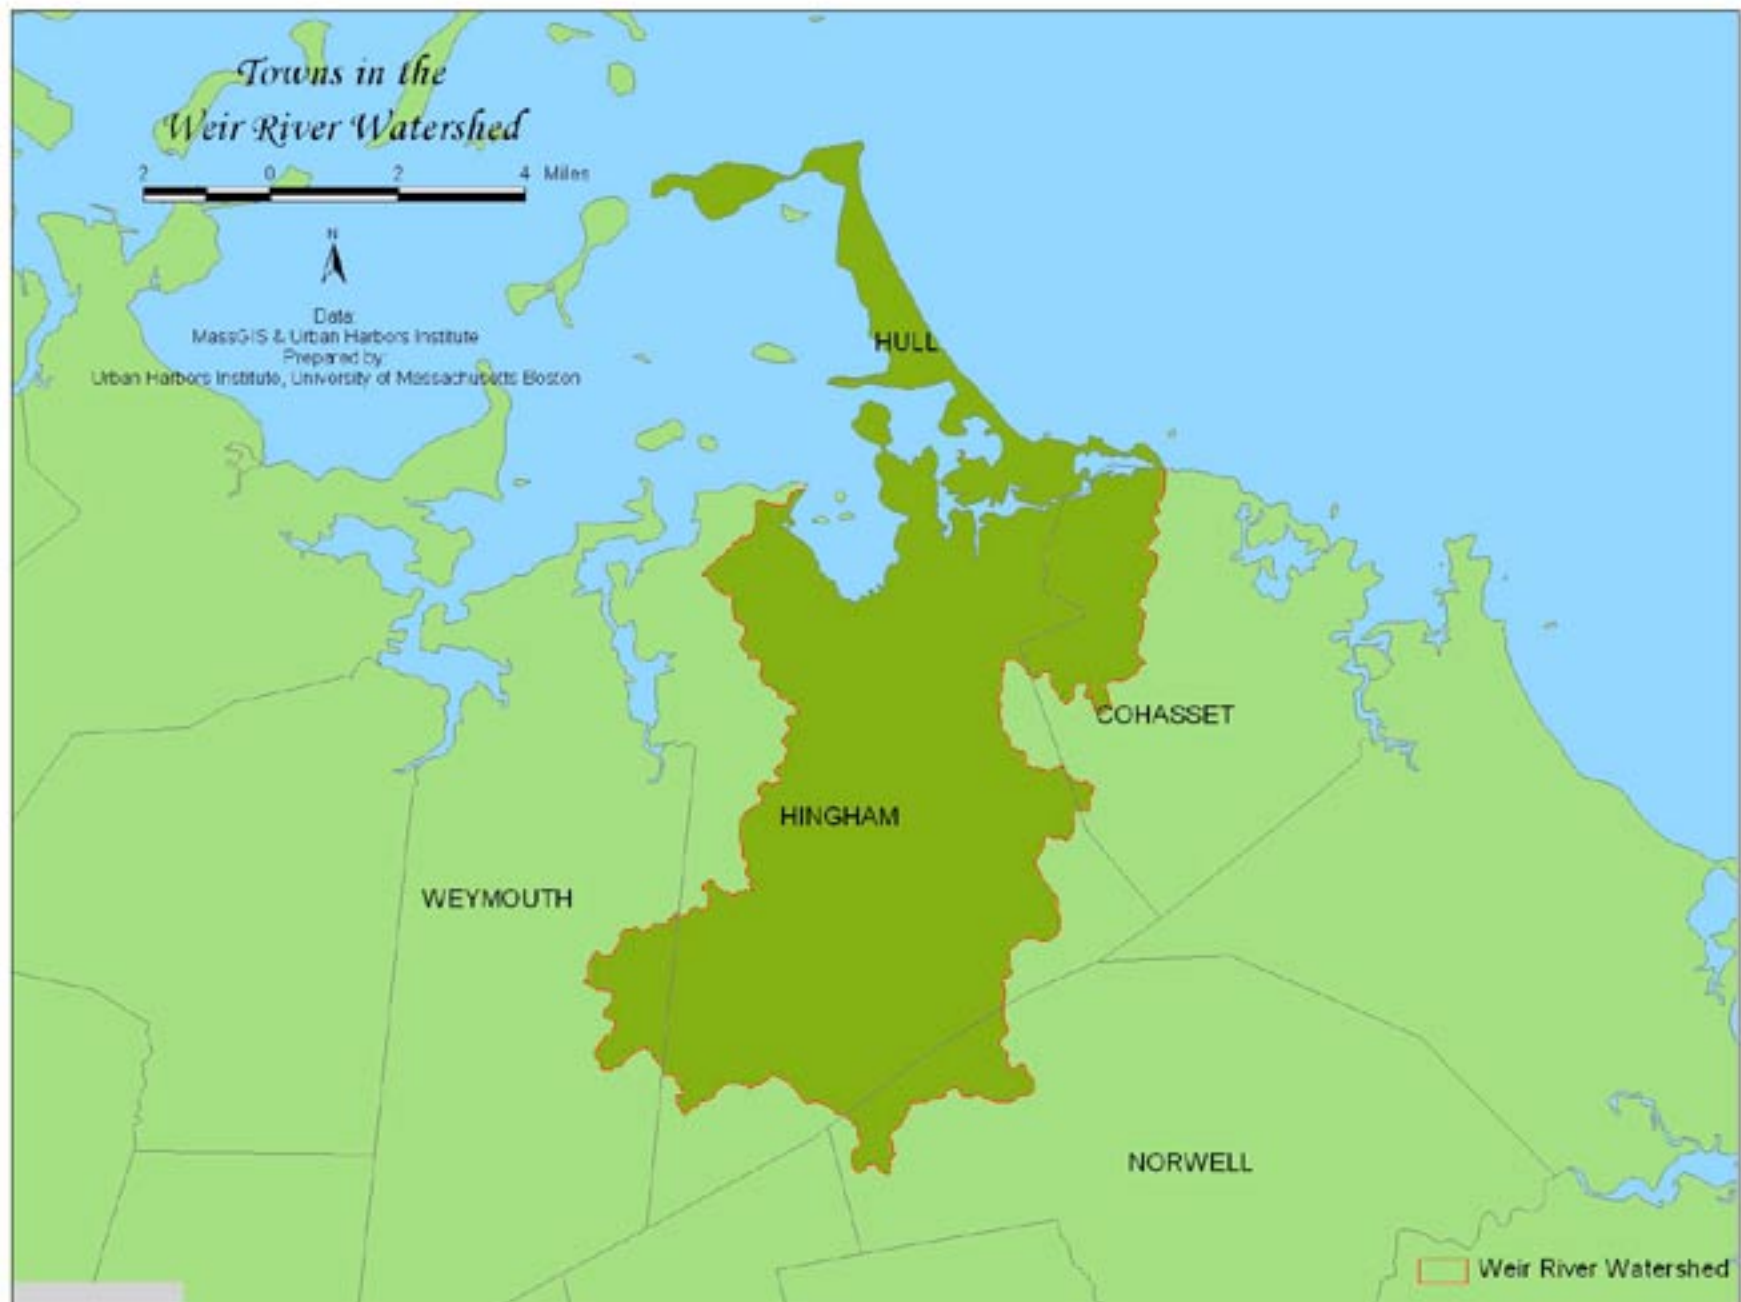 Towns in the
Weir River Watershed
2 0 2 4 Miles
N
Data:
MassGIS & Urban Harbors Institute
Prepared by:
Urban Harbors Institute, University of Massachusetts Boston
HULL
COHASSET
HINGHAM
WEYMOUTH
NORWELL
Weir River Watershed